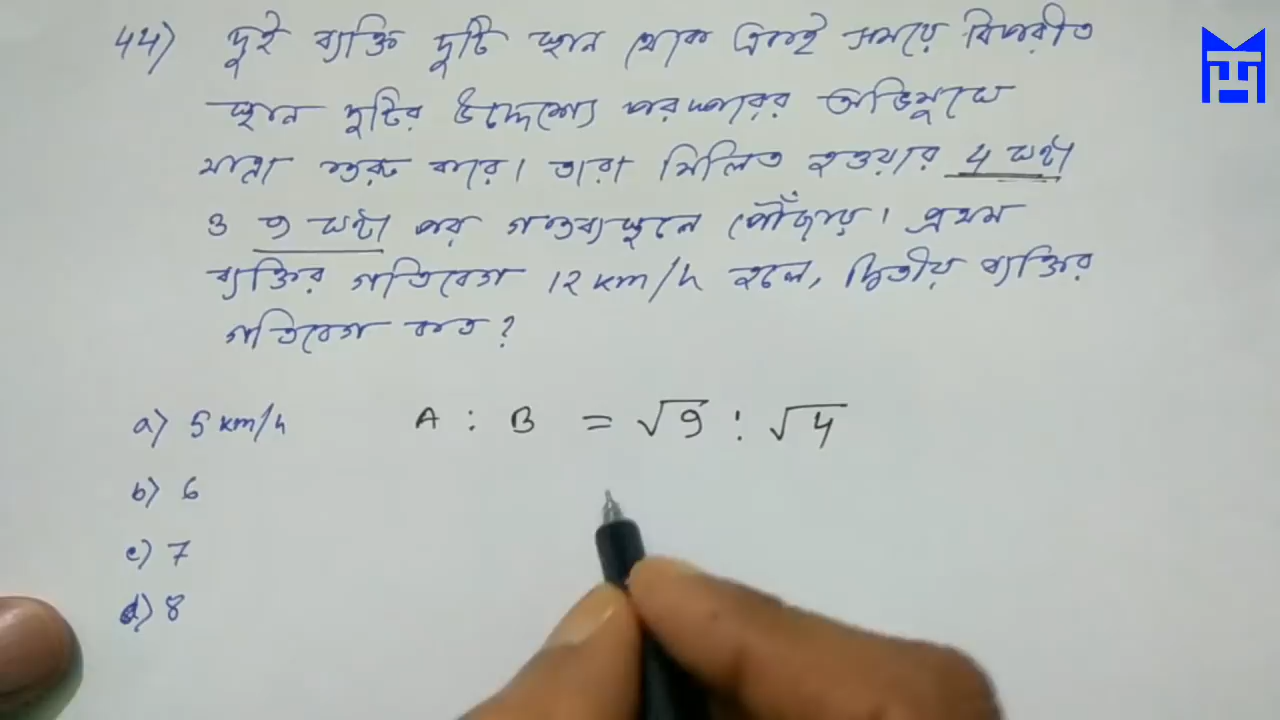 44) দুই ব্যক্তি দুটি স্থান থেকে একই সময়ে বিপরীত
স্থান দুটির উদ্দেশ্যে পরস্পরের অভিমুখে
যাত্রা শুরু করে। তারা মিলিত হওয়ার 4 ঘণ্টা
ও 9 ঘণ্টা পর গন্তব্যস্থলে পৌঁছায়। প্রথম
ব্যক্তির গতিবেগ 12 km/h হলে, দ্বিতীয় ব্যক্তির
গতিবেগ কত?
a) 5 km/h
A : B = √9 : √4
b) 6
c) 7
d) 8